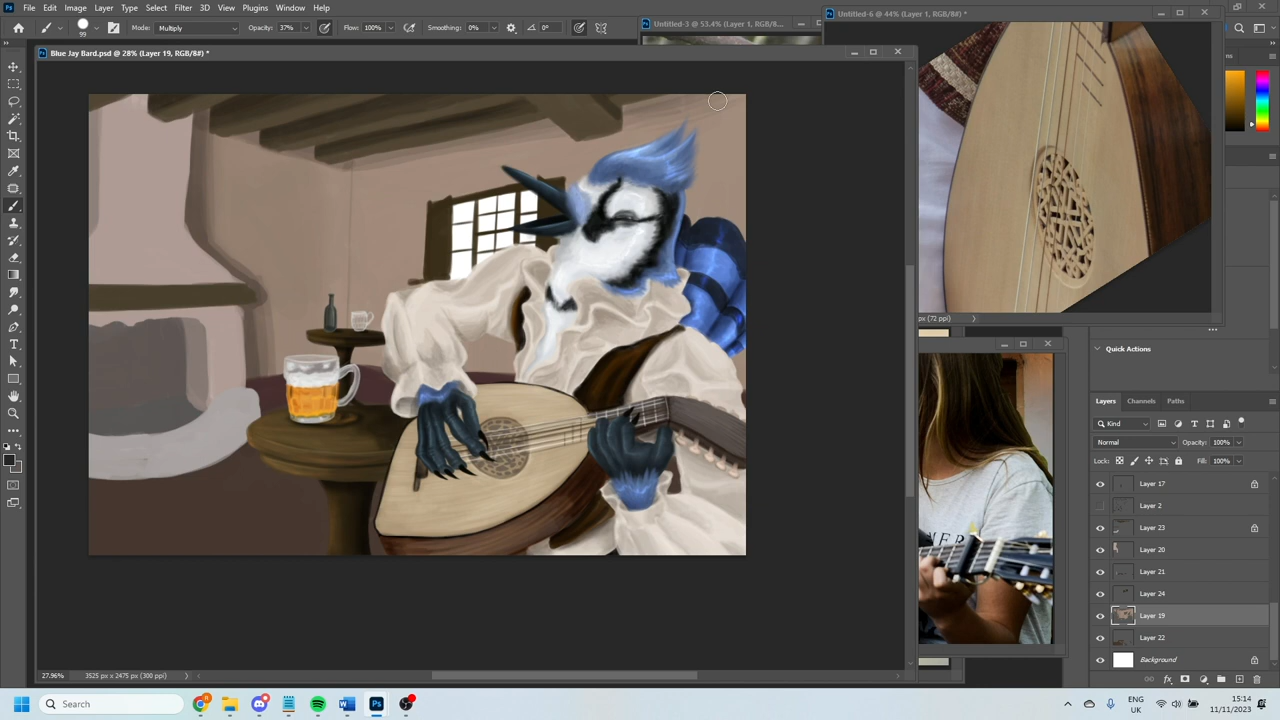 File Edit Image Layer Type Select Filter 3D View Plugins Window Help
Mode: Multiply Opacity: 37% Flow: 100% Smoothing: 0% 0°
Untitled-3 @ 53.4% (Layer 1, RGB/8...
Untitled-6 @ 44% (Layer 1, RGB/8#) *
Blue Jay Bard.psd @ 28% (Layer 19, RGB/8#) *
px (72 ppi)
Quick Actions
Layers Channels Paths
Kind
Normal Opacity: 100%
Lock: Fill: 100%
Layer 17
Layer 2
Layer 23
Layer 20
Layer 21
Layer 24
Layer 19
Layer 22
Background
27.96% 3525 px x 2475 px (300 ppi)
Search
ENG
UK
15:14
11/11/2023